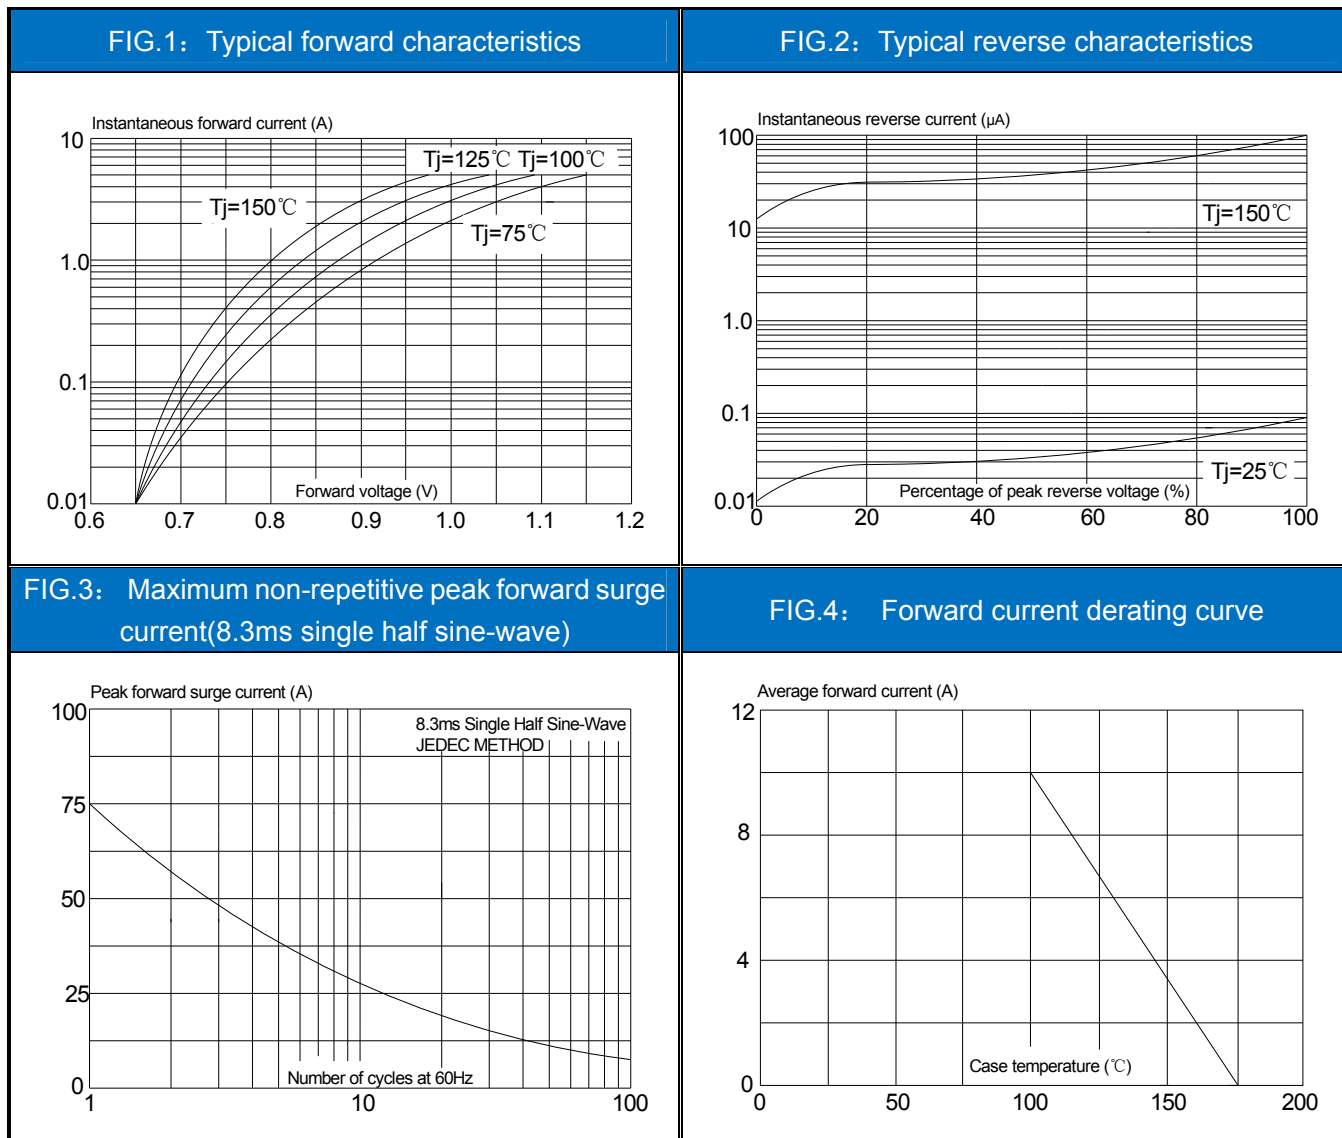 FIG.1： Typical forward characteristics
Instantaneous forward current (A)
10
1.0
0.1
0.01
Tj=125℃ Tj=100℃
Tj=150℃
Tj=75℃
Forward voltage (V)
0.6 0.7 0.8 0.9 1.0 1.1 1.2
FIG.2： Typical reverse characteristics
Instantaneous reverse current (μA)
100
10
1.0
0.1
0.01
Tj=150℃
Tj=25℃
Percentage of peak reverse voltage (%)
0 20 40 60 80 100
FIG.3： Maximum non-repetitive peak forward surge
current(8.3ms single half sine-wave)
Peak forward surge current (A)
100
75
50
25
0
8.3ms Single Half Sine-Wave
JEDEC METHOD
Number of cycles at 60Hz
1 10 100
FIG.4： Forward current derating curve
Average forward current (A)
12
8
4
0
Case temperature (℃)
0 50 100 150 200